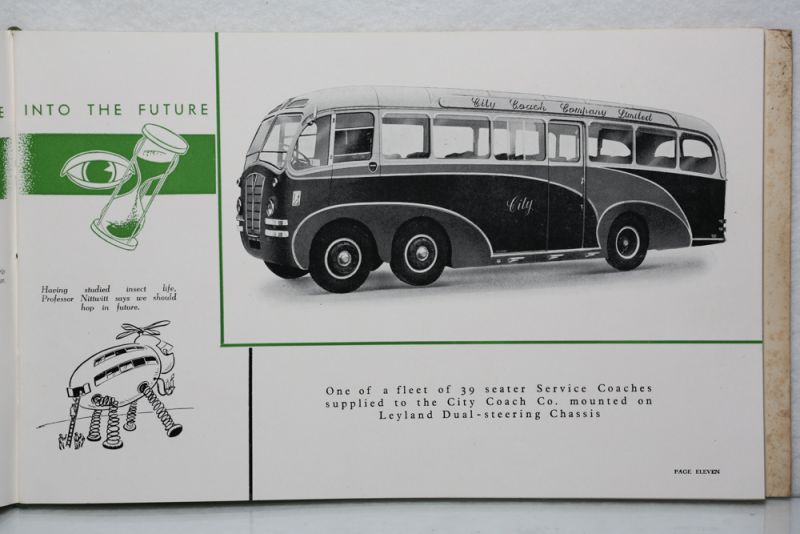 INTO THE FUTURE
Having studied insect life,
Professor Nittwitt says we should
hop in future.
City Coach Company Limited
City.
One of a fleet of 39 seater Service Coaches
supplied to the City Coach Co. mounted on
Leyland Dual-steering Chassis
PAGE ELEVEN